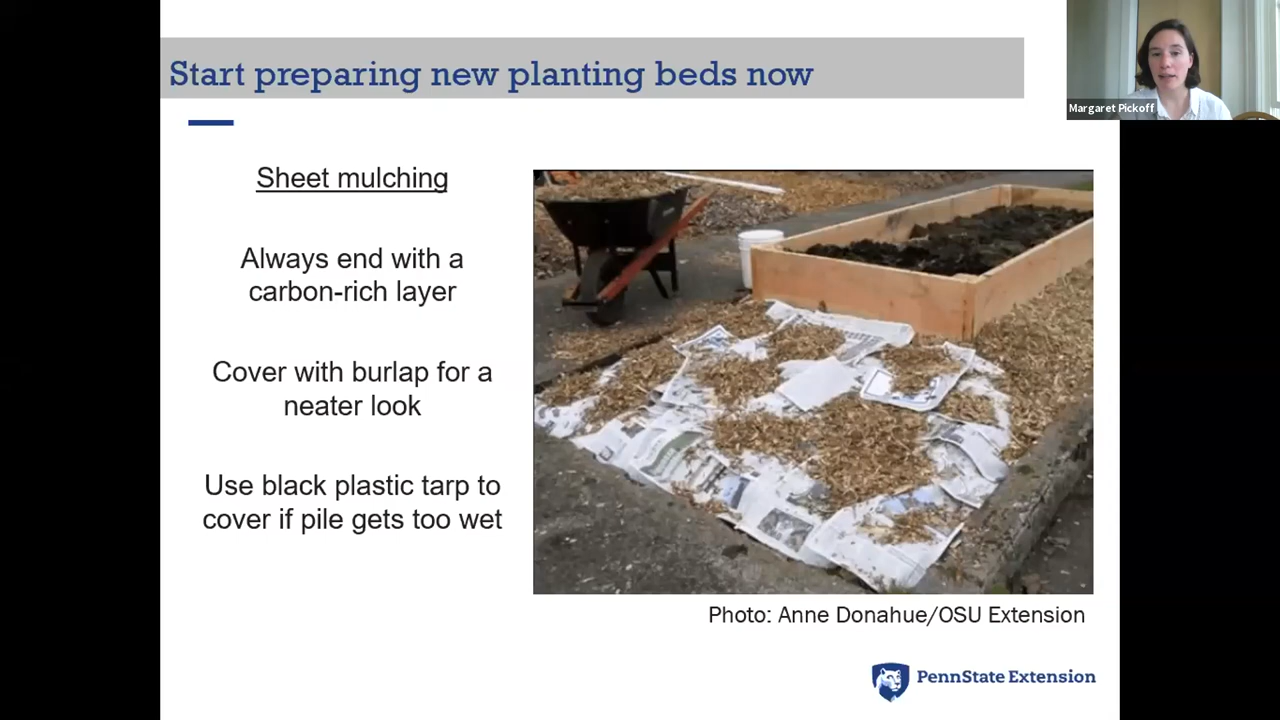 Start preparing new planting beds now
Margaret Pickoff
Sheet mulching
Always end with a
carbon-rich layer
Cover with burlap for a
neater look
Use black plastic tarp to
cover if pile gets too wet
Photo: Anne Donahue/OSU Extension
PennState Extension